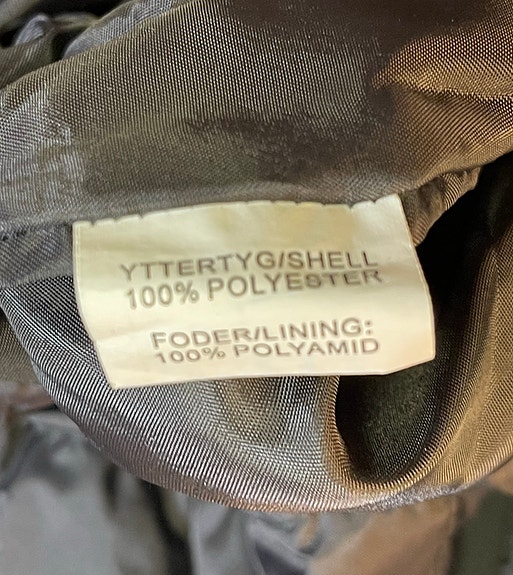 YTTERTYG/SHELL
100% POLYESTER
FODER/LINING:
100% POLYAMID